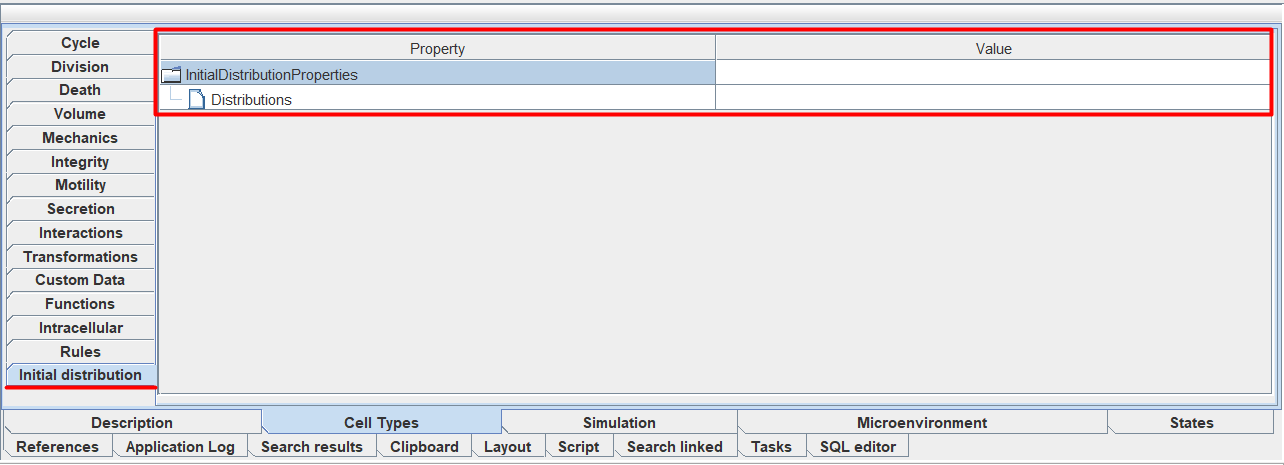 Cycle
Division
Death
Volume
Mechanics
Integrity
Motility
Secretion
Interactions
Transformations
Custom Data
Functions
Intracellular
Rules
Initial distribution
Property Value
InitialDistributionProperties
Distributions
Description Cell Types Simulation Microenvironment States
References Application Log Search results Clipboard Layout Script Search linked Tasks SQL editor